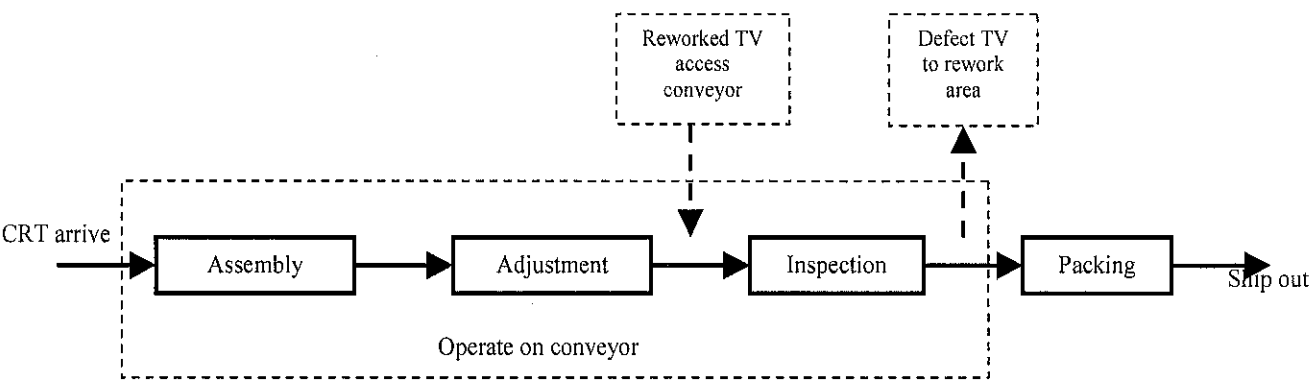 Reworked TV
access
conveyor
Defect TV
to rework
area
CRT arrive
Assembly
Adjustment
Inspection
Packing
Ship out
Operate on conveyor